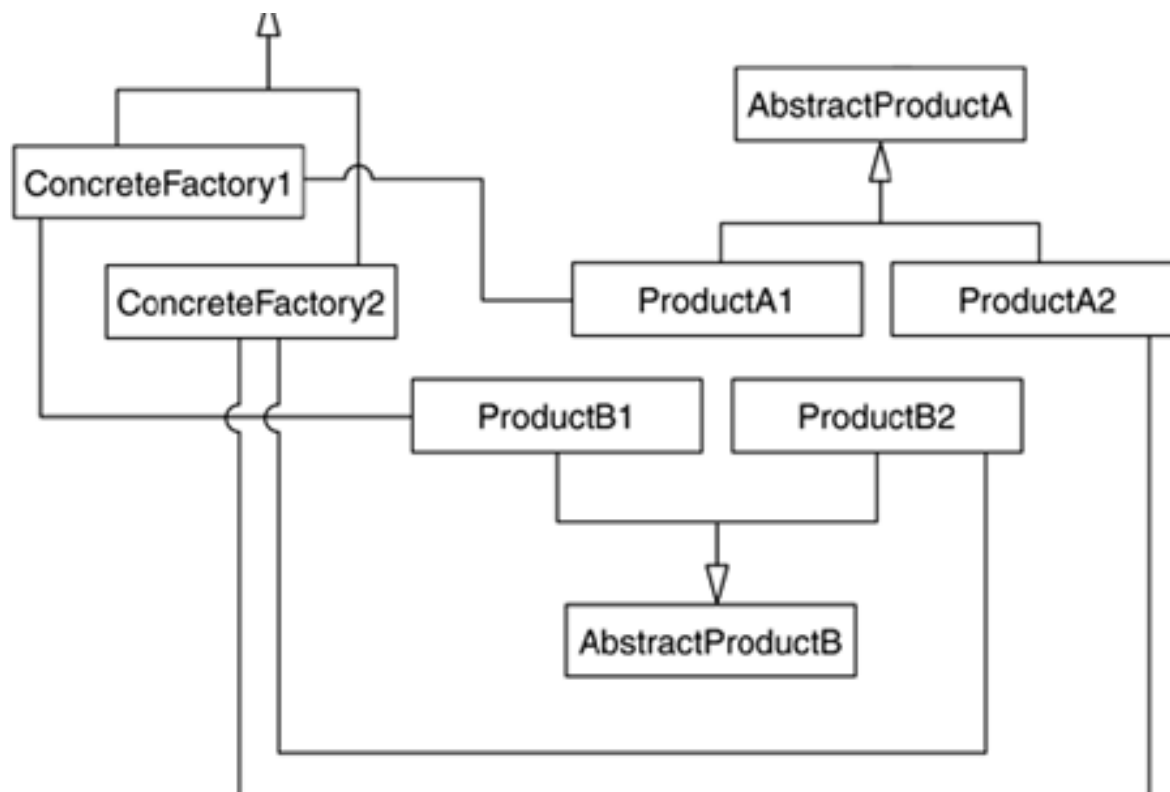 AbstractProductA
ConcreteFactory1
ConcreteFactory2
ProductA1
ProductA2
ProductB1
ProductB2
AbstractProductB